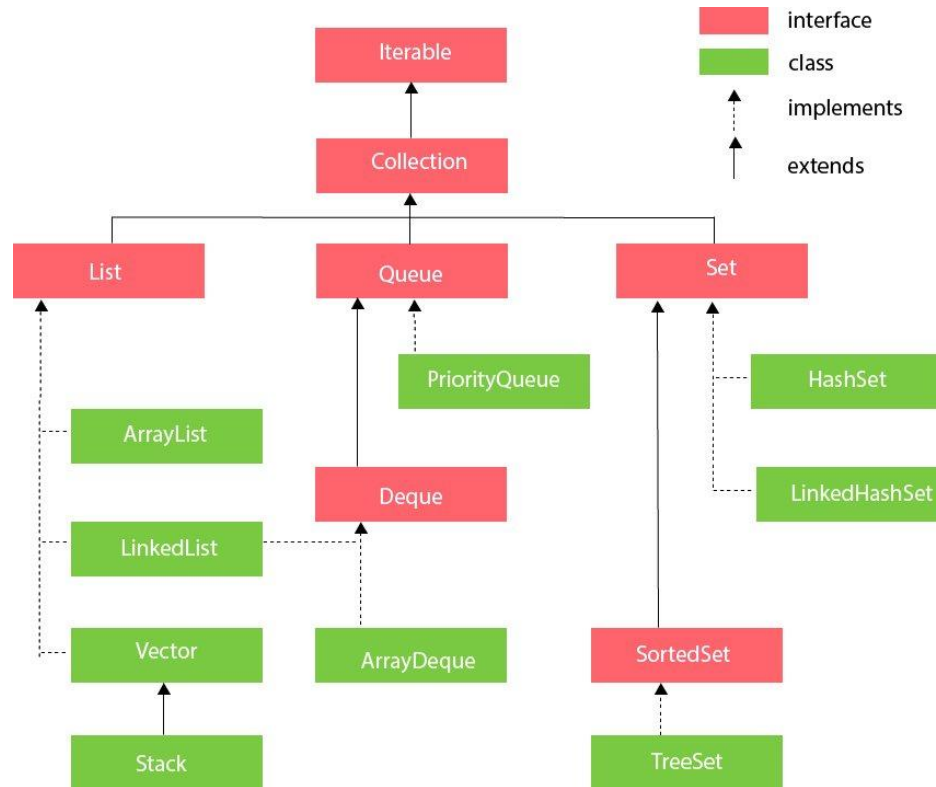 interface
class
implements
extends
Iterable
Collection
List
Queue
Set
PriorityQueue
HashSet
ArrayList
Deque
LinkedHashSet
LinkedList
Vector
ArrayDeque
SortedSet
Stack
TreeSet